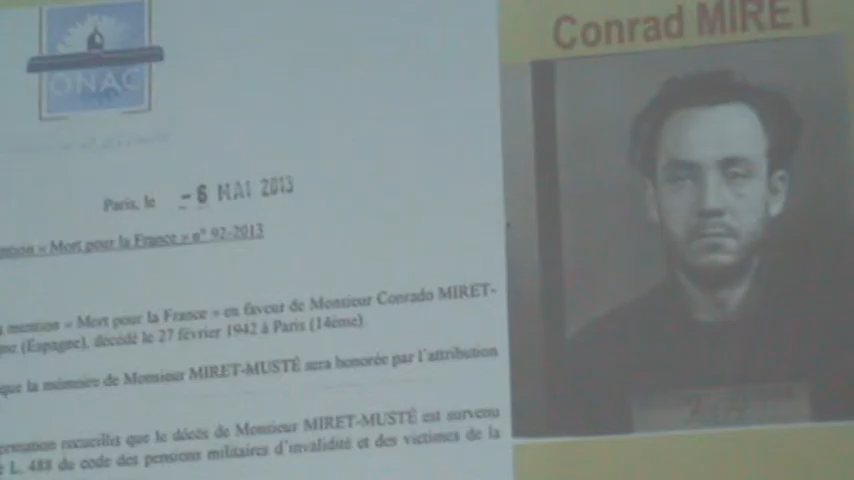 Conrad MIRET
ONAC
Paris, le - 6 MAI 2013
ntion « Mort pour la France » n° 92-2013
mention « Mort pour la France » en faveur de Monsieur Conrado MIRET-
(Espagne), décédé le 27 février 1942 à Paris (14ème).
que la mémoire de Monsieur MIRET-MUSTÉ sera honorée par l'attribution
recueillis que le décès de Monsieur MIRET-MUSTÉ est survenu
L. 488 du code des pensions militaires d'invalidité et des victimes de la